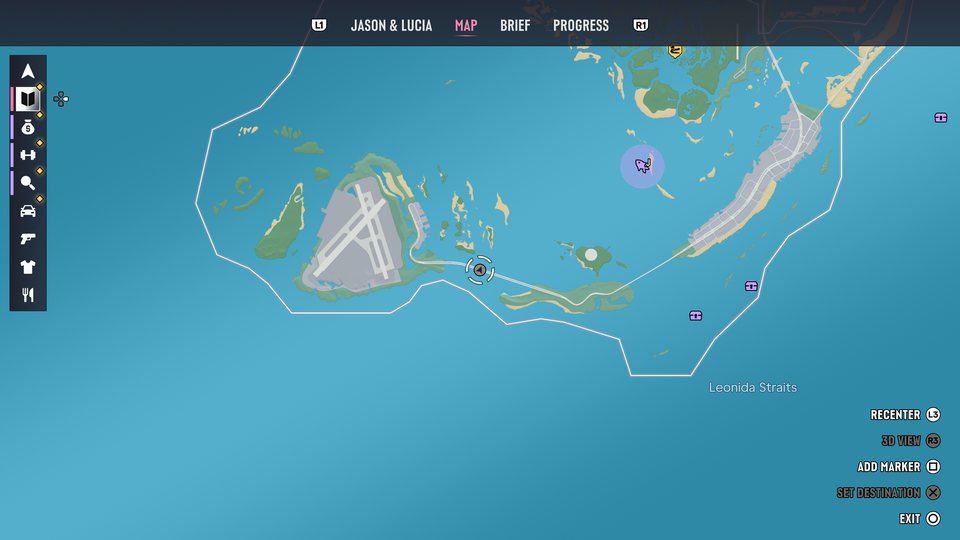 L1 JASON & LUCIA MAP BRIEF PROGRESS R1
Leonida Straits
RECENTER L3
3D VIEW R3
ADD MARKER
SET DESTINATION
EXIT